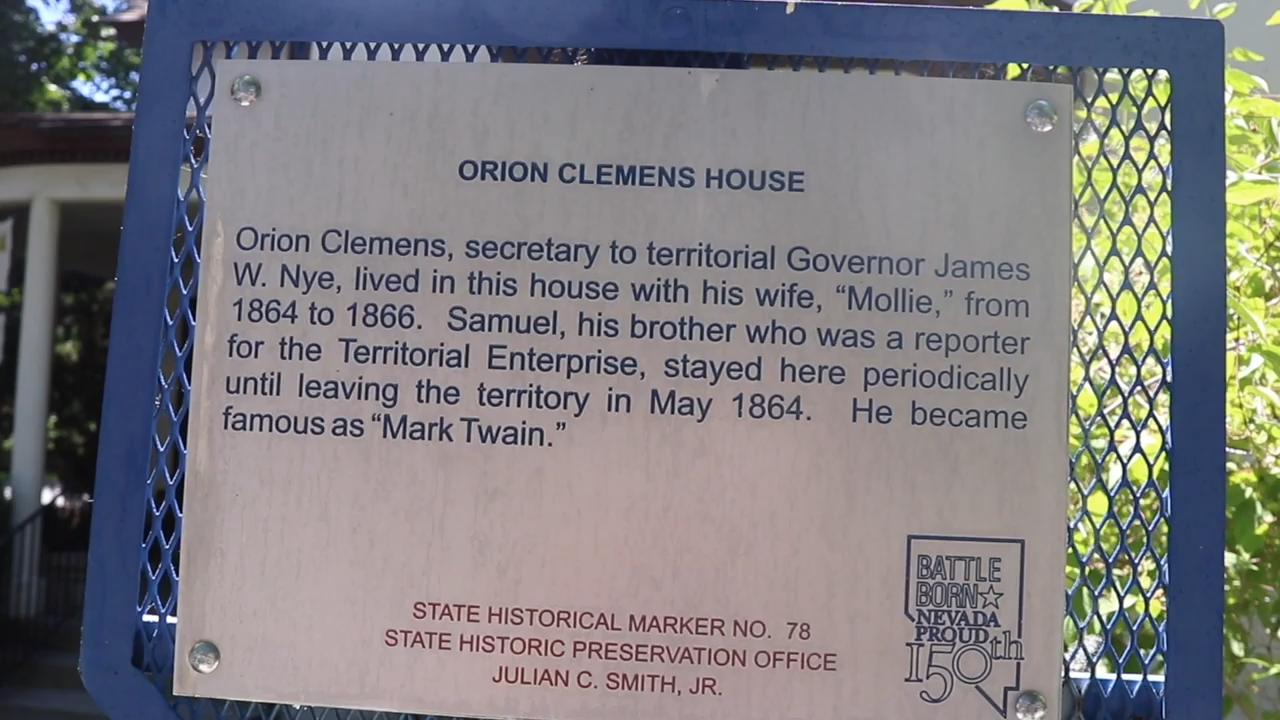 ORION CLEMENS HOUSE
Orion Clemens, secretary to territorial Governor James
W. Nye, lived in this house with his wife, “Mollie,” from
1864 to 1866. Samuel, his brother who was a reporter
for the Territorial Enterprise, stayed here periodically
until leaving the territory in May 1864. He became
famous as “Mark Twain.”
STATE HISTORICAL MARKER NO. 78
STATE HISTORIC PRESERVATION OFFICE
JULIAN C. SMITH, JR.
BATTLE
BORN
NEVADA
PROUD
150th